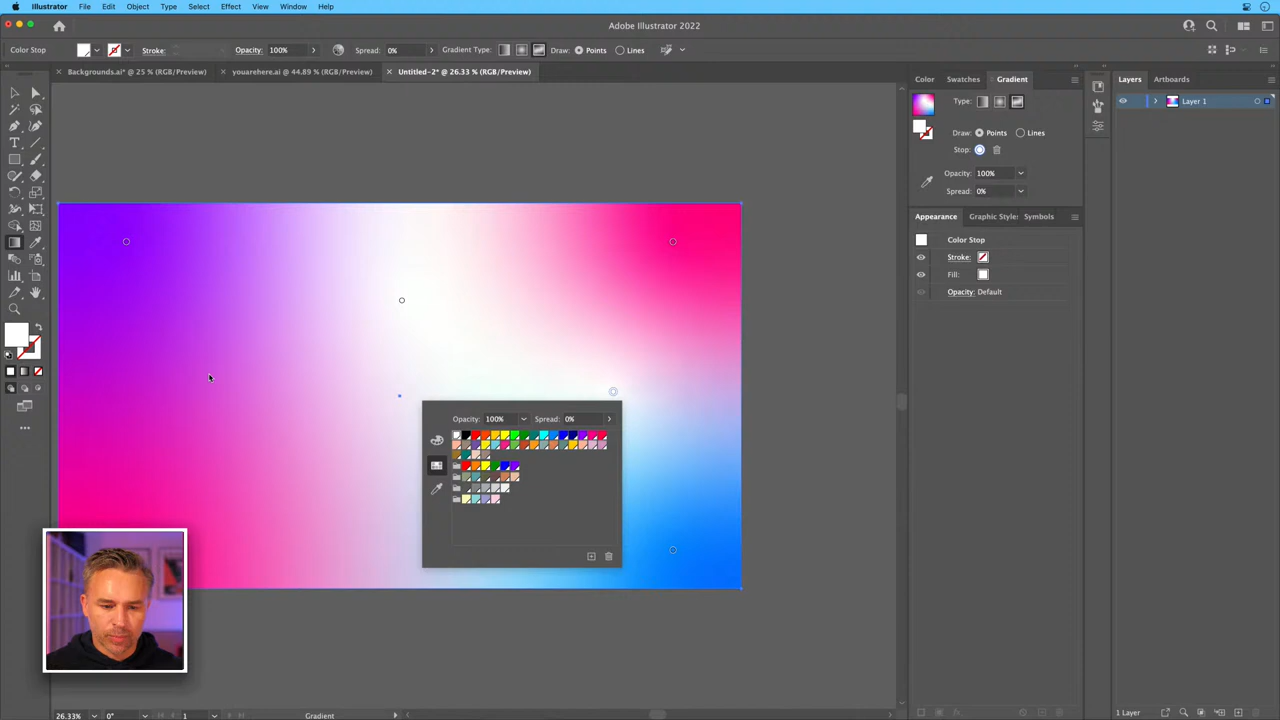 Illustrator File Edit Object Type Select Effect View Window Help
Adobe Illustrator 2022
Color Stop Stroke: Opacity: 100% Spread: 0% Gradient Type: Draw: Points Lines
Backgrounds.ai* @ 25 % (RGB/Preview) youarehere.ai @ 44.89 % (RGB/Preview) Untitled-2* @ 26.33 % (RGB/Preview)
Color Swatches Gradient
Type:
Draw: Points Lines
Stop:
Opacity: 100%
Spread: 0%
Appearance Graphic Style: Symbols
Color Stop
Stroke:
Fill:
Opacity: Default
Layers Artboards
Layer 1
Opacity: 100% Spread: 0%
26.33% 0° 1 Gradient
1 Layer